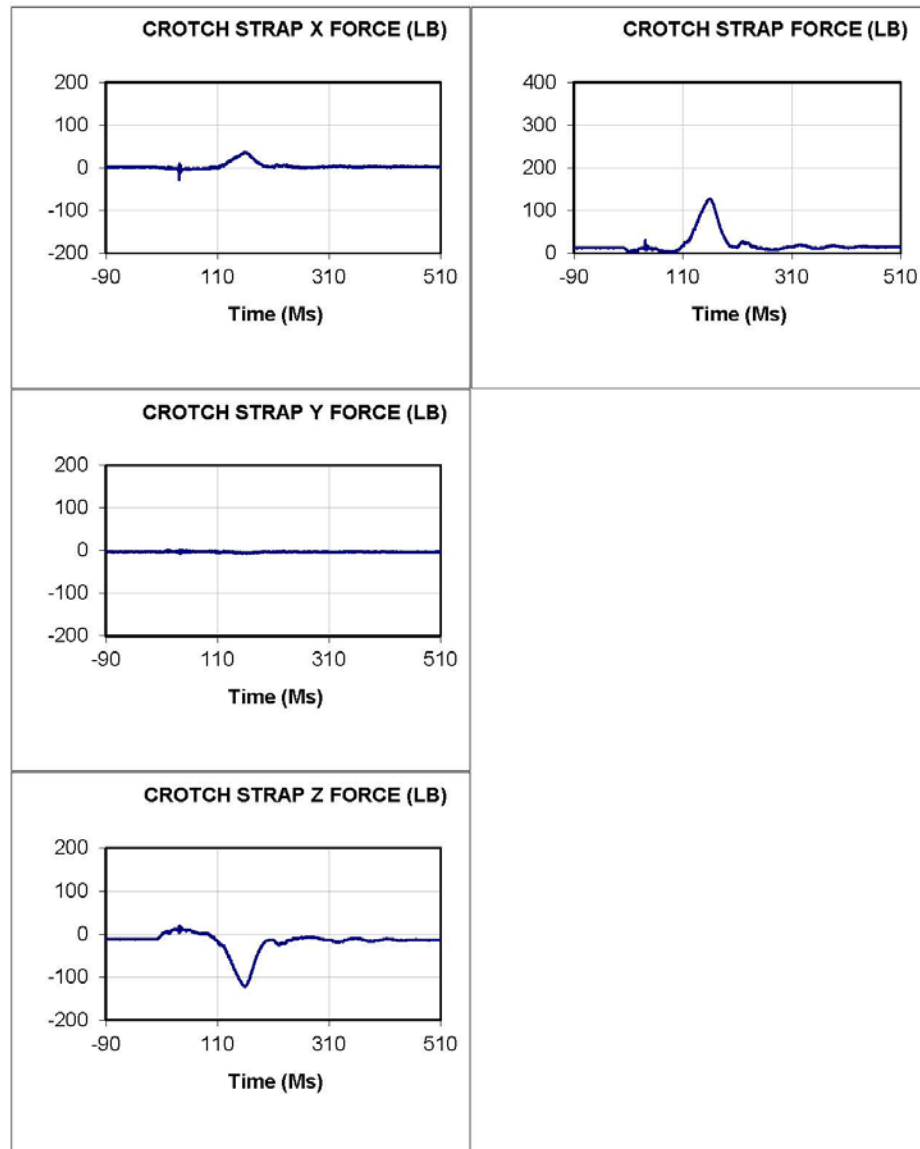 CROTCH STRAP X FORCE (LB)
200
100
0
-100
-200
-90 110 310 510
Time (Ms)
CROTCH STRAP FORCE (LB)
400
300
200
100
0
-90 110 310 510
Time (Ms)
CROTCH STRAP Y FORCE (LB)
200
100
0
-100
-200
-90 110 310 510
Time (Ms)
CROTCH STRAP Z FORCE (LB)
200
100
0
-100
-200
-90 110 310 510
Time (Ms)